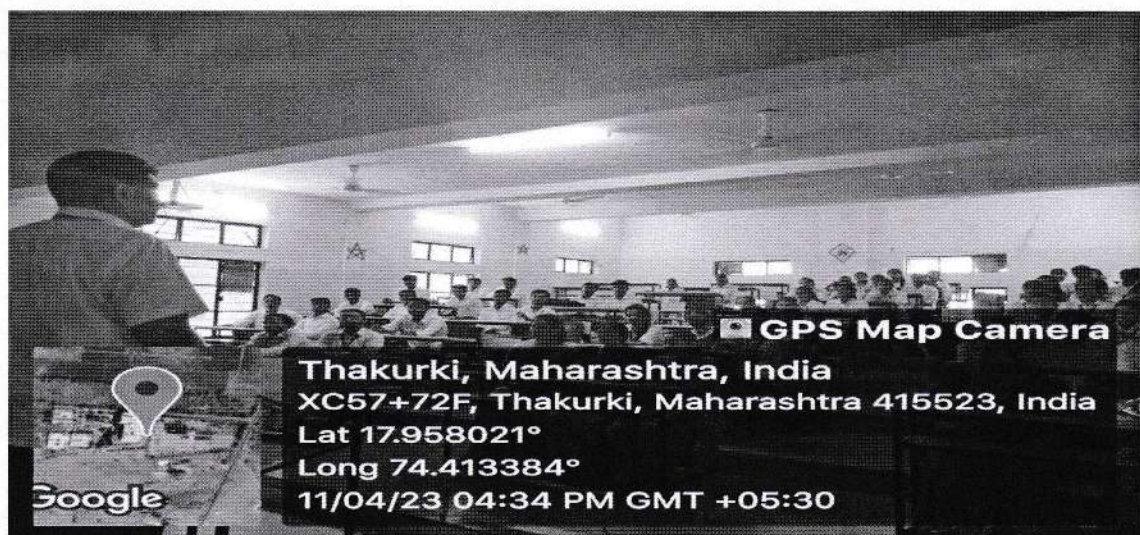 GPS Map Camera
Thakurki, Maharashtra, India
XC57+72F, Thakurki, Maharashtra 415523, India
Lat 17.958021°
Long 74.413384°
Google
11/04/23 04:34 PM GMT +05:30